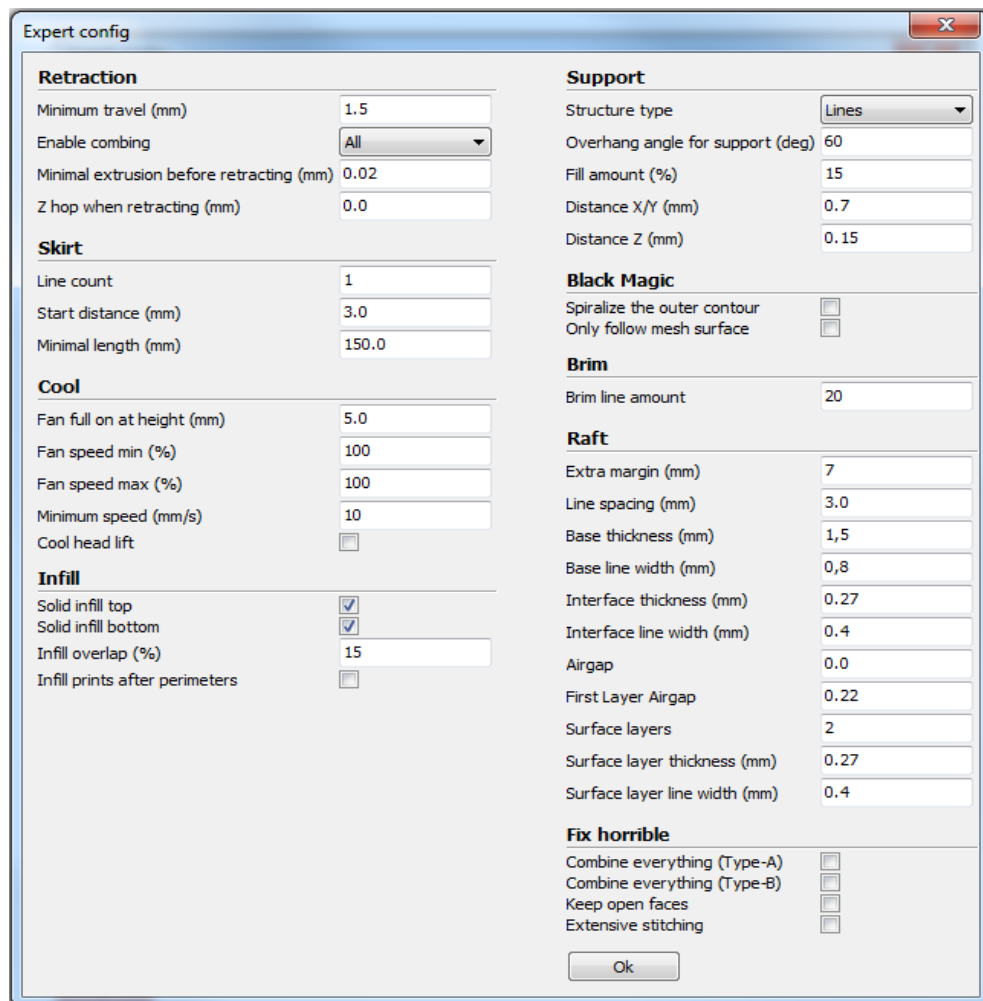 Expert config
Retraction
Minimum travel (mm) 1.5
Enable combing All
Minimal extrusion before retracting (mm) 0.02
Z hop when retracting (mm) 0.0
Skirt
Line count 1
Start distance (mm) 3.0
Minimal length (mm) 150.0
Cool
Fan full on at height (mm) 5.0
Fan speed min (%) 100
Fan speed max (%) 100
Minimum speed (mm/s) 10
Cool head lift
Infill
Solid infill top
Solid infill bottom
Infill overlap (%) 15
Infill prints after perimeters
Support
Structure type Lines
Overhang angle for support (deg) 60
Fill amount (%) 15
Distance X/Y (mm) 0.7
Distance Z (mm) 0.15
Black Magic
Spiralize the outer contour
Only follow mesh surface
Brim
Brim line amount 20
Raft
Extra margin (mm) 7
Line spacing (mm) 3.0
Base thickness (mm) 1,5
Base line width (mm) 0,8
Interface thickness (mm) 0.27
Interface line width (mm) 0.4
Airgap 0.0
First Layer Airgap 0.22
Surface layers 2
Surface layer thickness (mm) 0.27
Surface layer line width (mm) 0.4
Fix horrible
Combine everything (Type-A)
Combine everything (Type-B)
Keep open faces
Extensive stitching
Ok